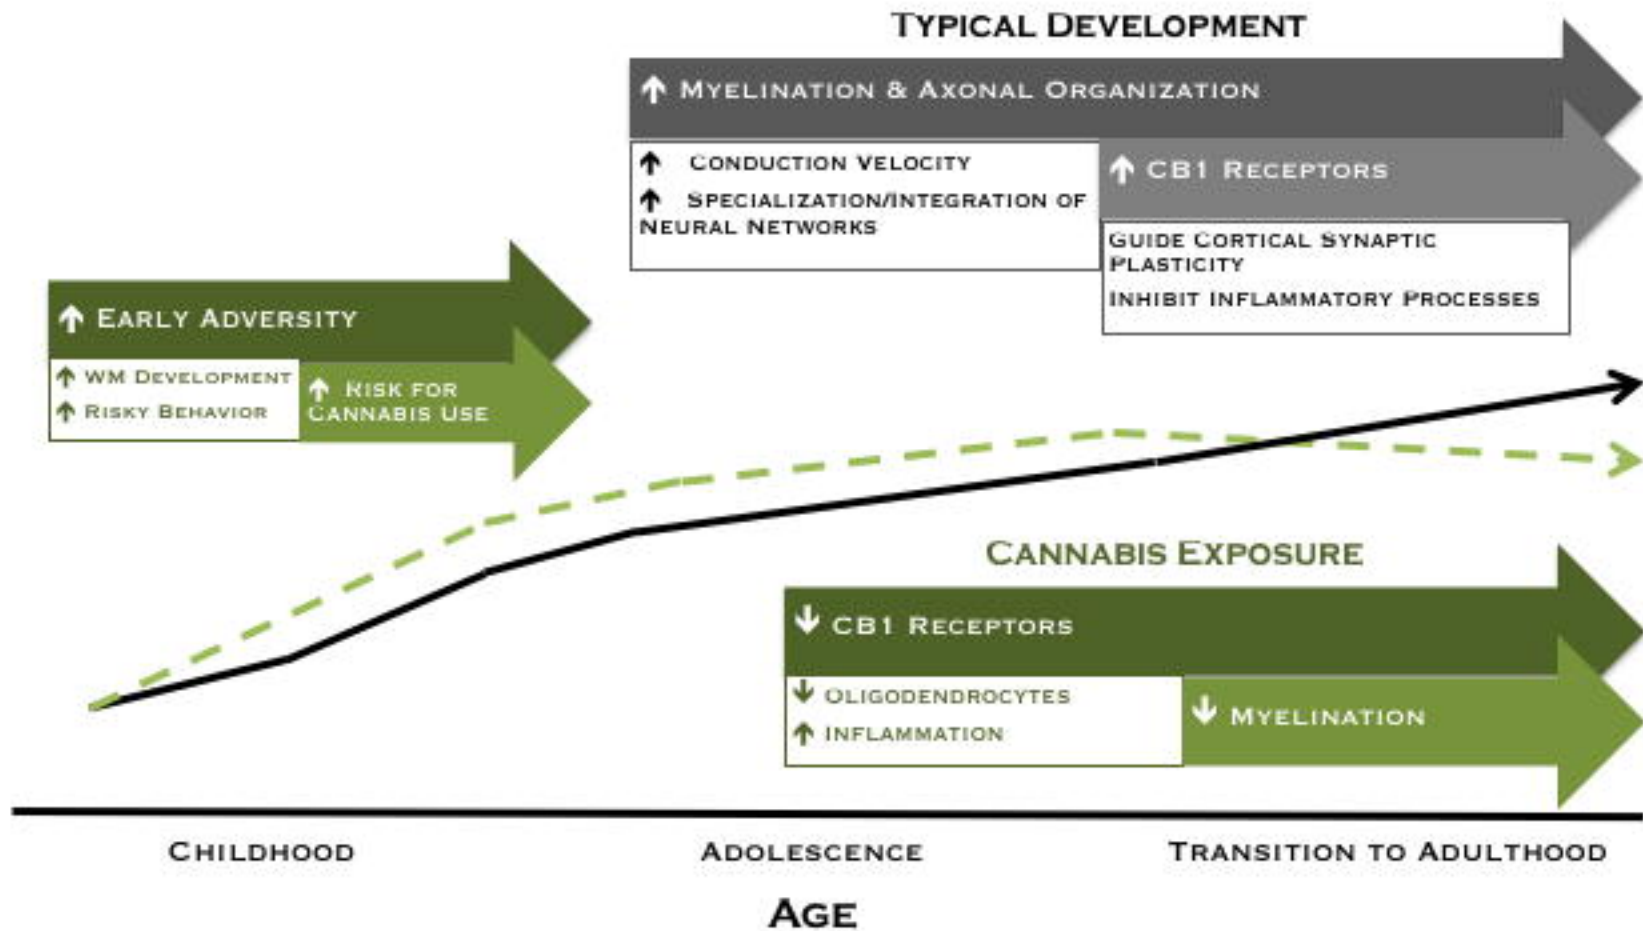 TYPICAL DEVELOPMENT
↑ MYELINATION & AXONAL ORGANIZATION
↑ CONDUCTION VELOCITY
↑ SPECIALIZATION/INTEGRATION OF
NEURAL NETWORKS
↑ CB1 RECEPTORS
GUIDE CORTICAL SYNAPTIC
PLASTICITY
INHIBIT INFLAMMATORY PROCESSES
↑ EARLY ADVERSITY
↑ WM DEVELOPMENT
↑ RISKY BEHAVIOR
↑ RISK FOR
CANNABIS USE
CANNABIS EXPOSURE
↓ CB1 RECEPTORS
↓ OLIGODENDROCYTES
↑ INFLAMMATION
↓ MYELINATION
CHILDHOOD
ADOLESCENCE
TRANSITION TO ADULTHOOD
AGE